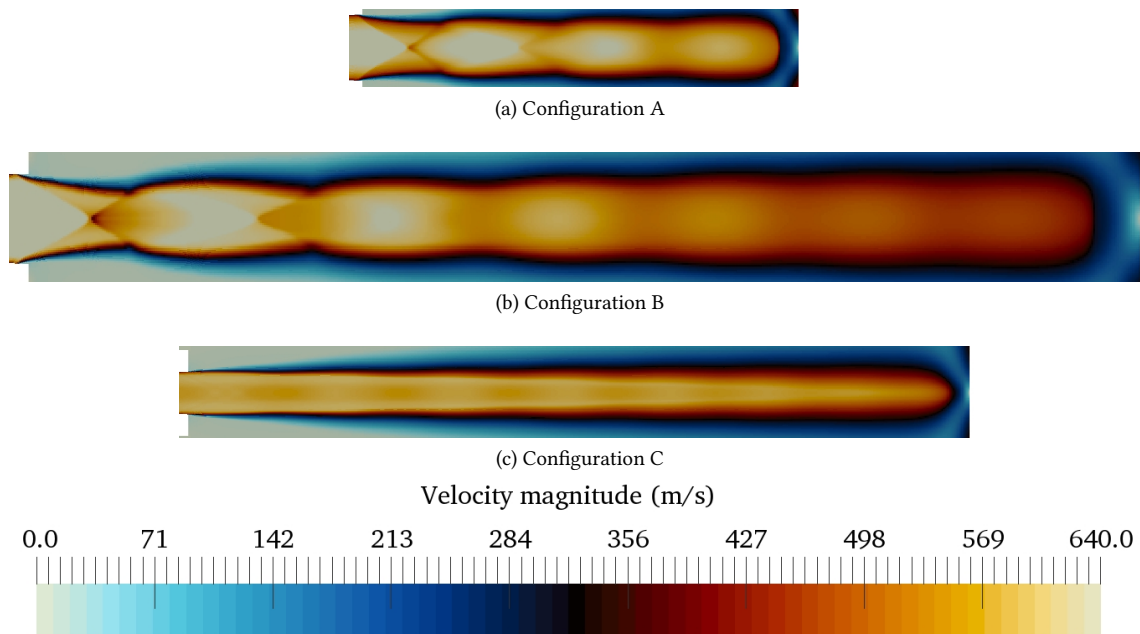 (a) Configuration A
(b) Configuration B
(c) Configuration C
Velocity magnitude (m/s)
0.0 71 142 213 284 356 427 498 569 640.0